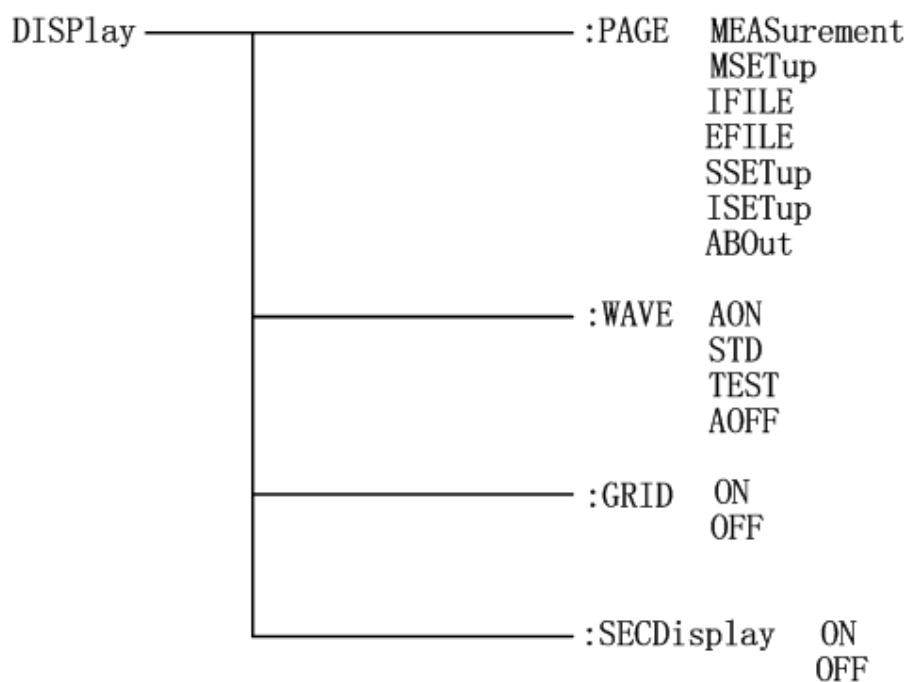 DISPlay :PAGE MEASurement
MSETup
IFILE
EFILE
SSETup
ISETup
ABOut
:WAVE AON
STD
TEST
AOFF
:GRID ON
OFF
:SECDisplay ON
OFF